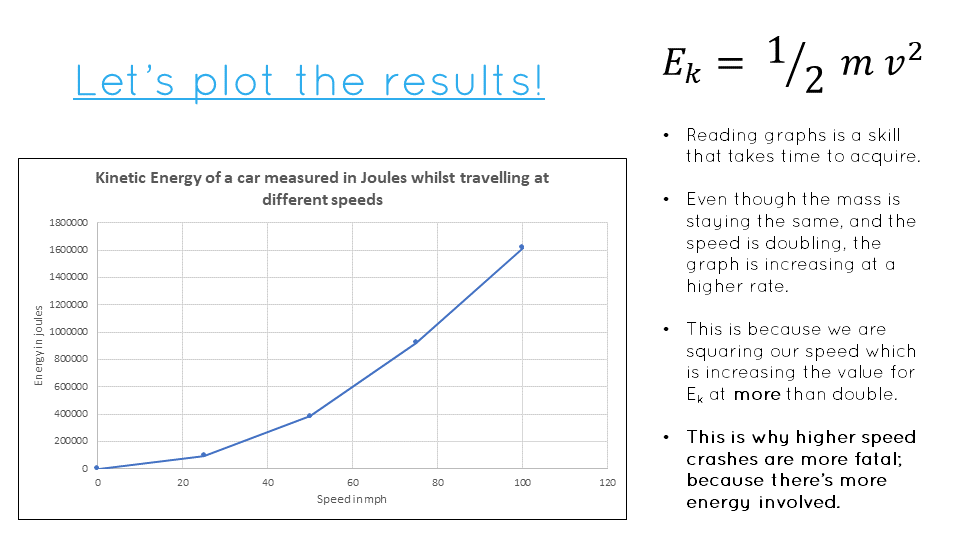 Let's plot the results!
E_k = 1/2 m v²
Kinetic Energy of a car measured in Joules whilst travelling at
different speeds
1800000
1600000
1400000
1200000
1000000
800000
600000
400000
200000
0
Energy in joules
0 20 40 60 80 100 120
Speed in mph
• Reading graphs is a skill
that takes time to acquire.
• Even though the mass is
staying the same, and the
speed is doubling, the
graph is increasing at a
higher rate.
• This is because we are
squaring our speed which
is increasing the value for
E_k at more than double.
• This is why higher speed
crashes are more fatal;
because there's more
energy involved.